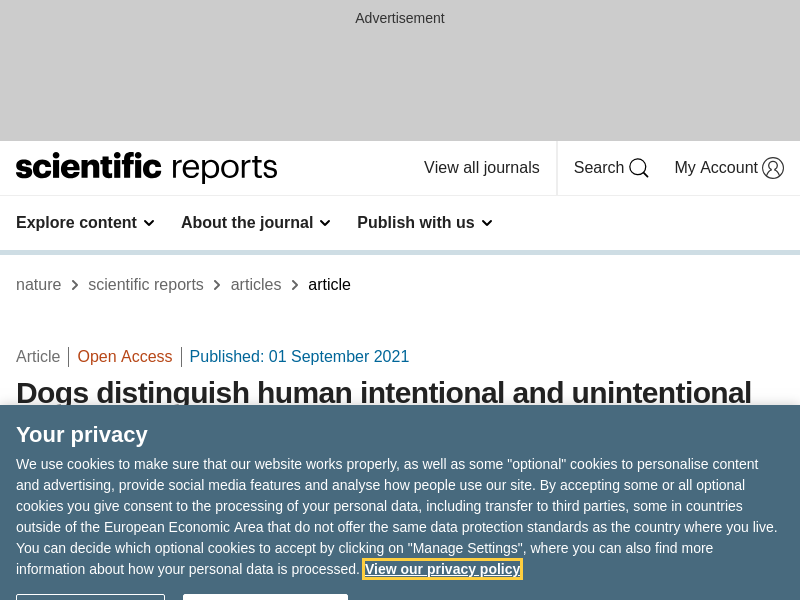 Advertisement
scientific reports
View all journals
Search
My Account
Explore content
About the journal
Publish with us
nature > scientific reports > articles > article
Article | Open Access | Published: 01 September 2021
Dogs distinguish human intentional and unintentional
Your privacy
We use cookies to make sure that our website works properly, as well as some "optional" cookies to personalise content
and advertising, provide social media features and analyse how people use our site. By accepting some or all optional
cookies you give consent to the processing of your personal data, including transfer to third parties, some in countries
outside of the European Economic Area that do not offer the same data protection standards as the country where you live.
You can decide which optional cookies to accept by clicking on "Manage Settings", where you can also find more
information about how your personal data is processed. View our privacy policy